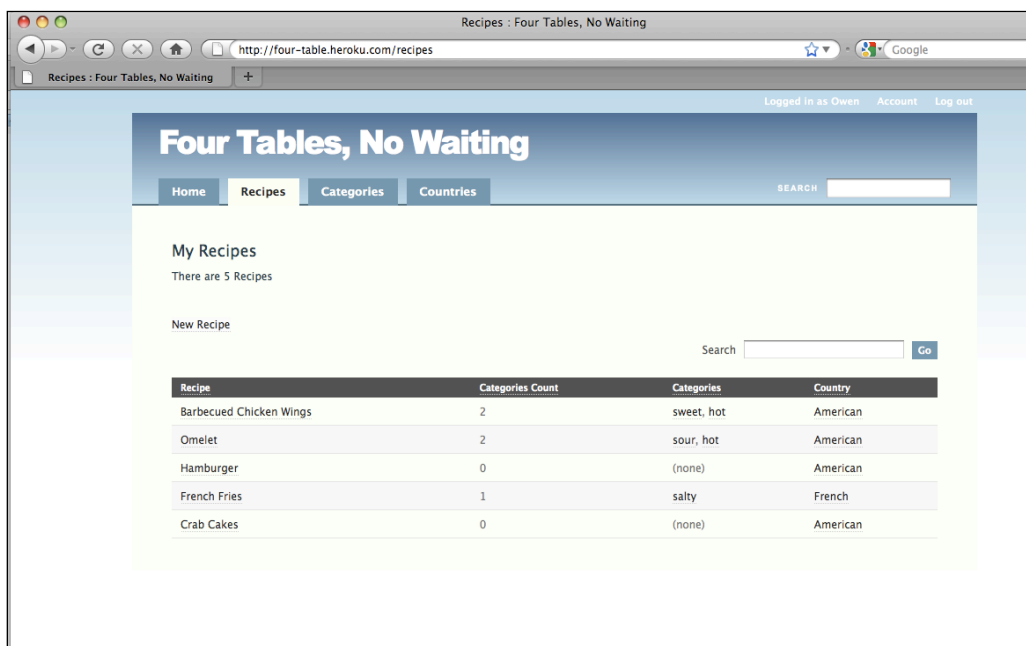 Recipes : Four Tables, No Waiting
http://four-table.heroku.com/recipes
Google
Recipes : Four Tables, No Waiting +
Logged in as Owen Account Log out
Four Tables, No Waiting
Home Recipes Categories Countries SEARCH
My Recipes
There are 5 Recipes
New Recipe
Search Go
Recipe Categories Count Categories Country
Barbecued Chicken Wings 2 sweet, hot American
Omelet 2 sour, hot American
Hamburger 0 (none) American
French Fries 1 salty French
Crab Cakes 0 (none) American